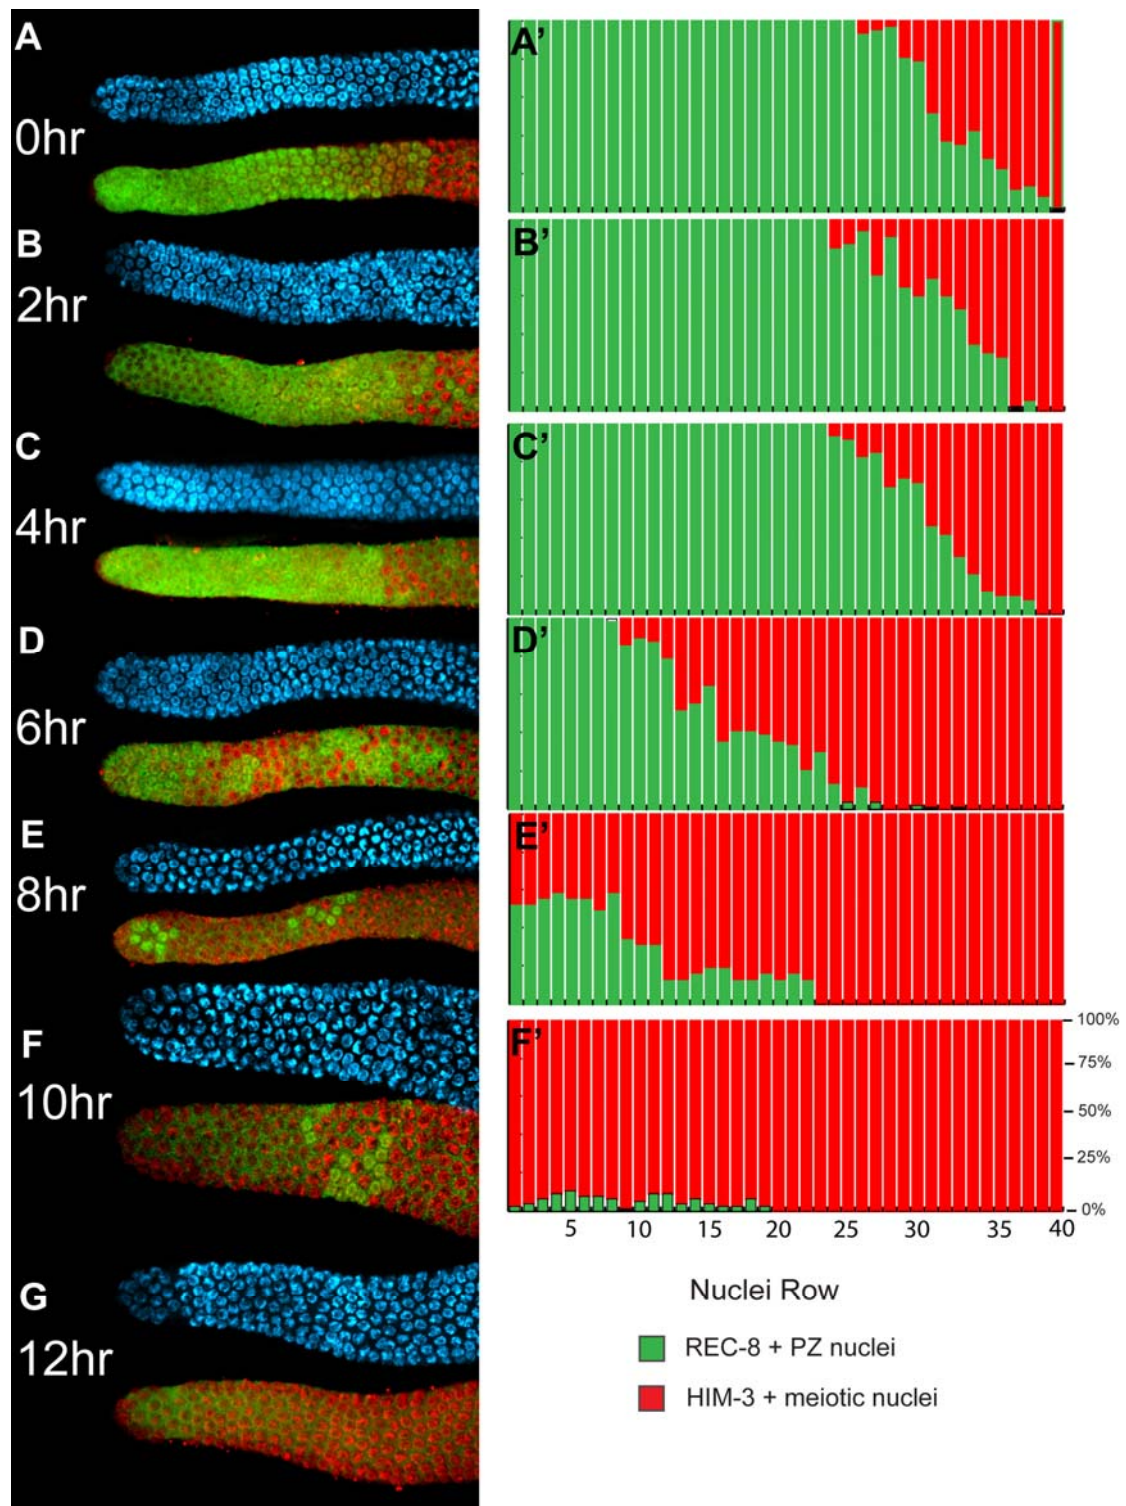 A
0hr
A’
B
2hr
B’
C
4hr
C’
D
6hr
D’
E
8hr
E’
F
10hr
F’
100%
75%
50%
25%
0%
5 10 15 20 25 30 35 40
G
12hr
Nuclei Row
REC-8 + PZ nuclei
HIM-3 + meiotic nuclei